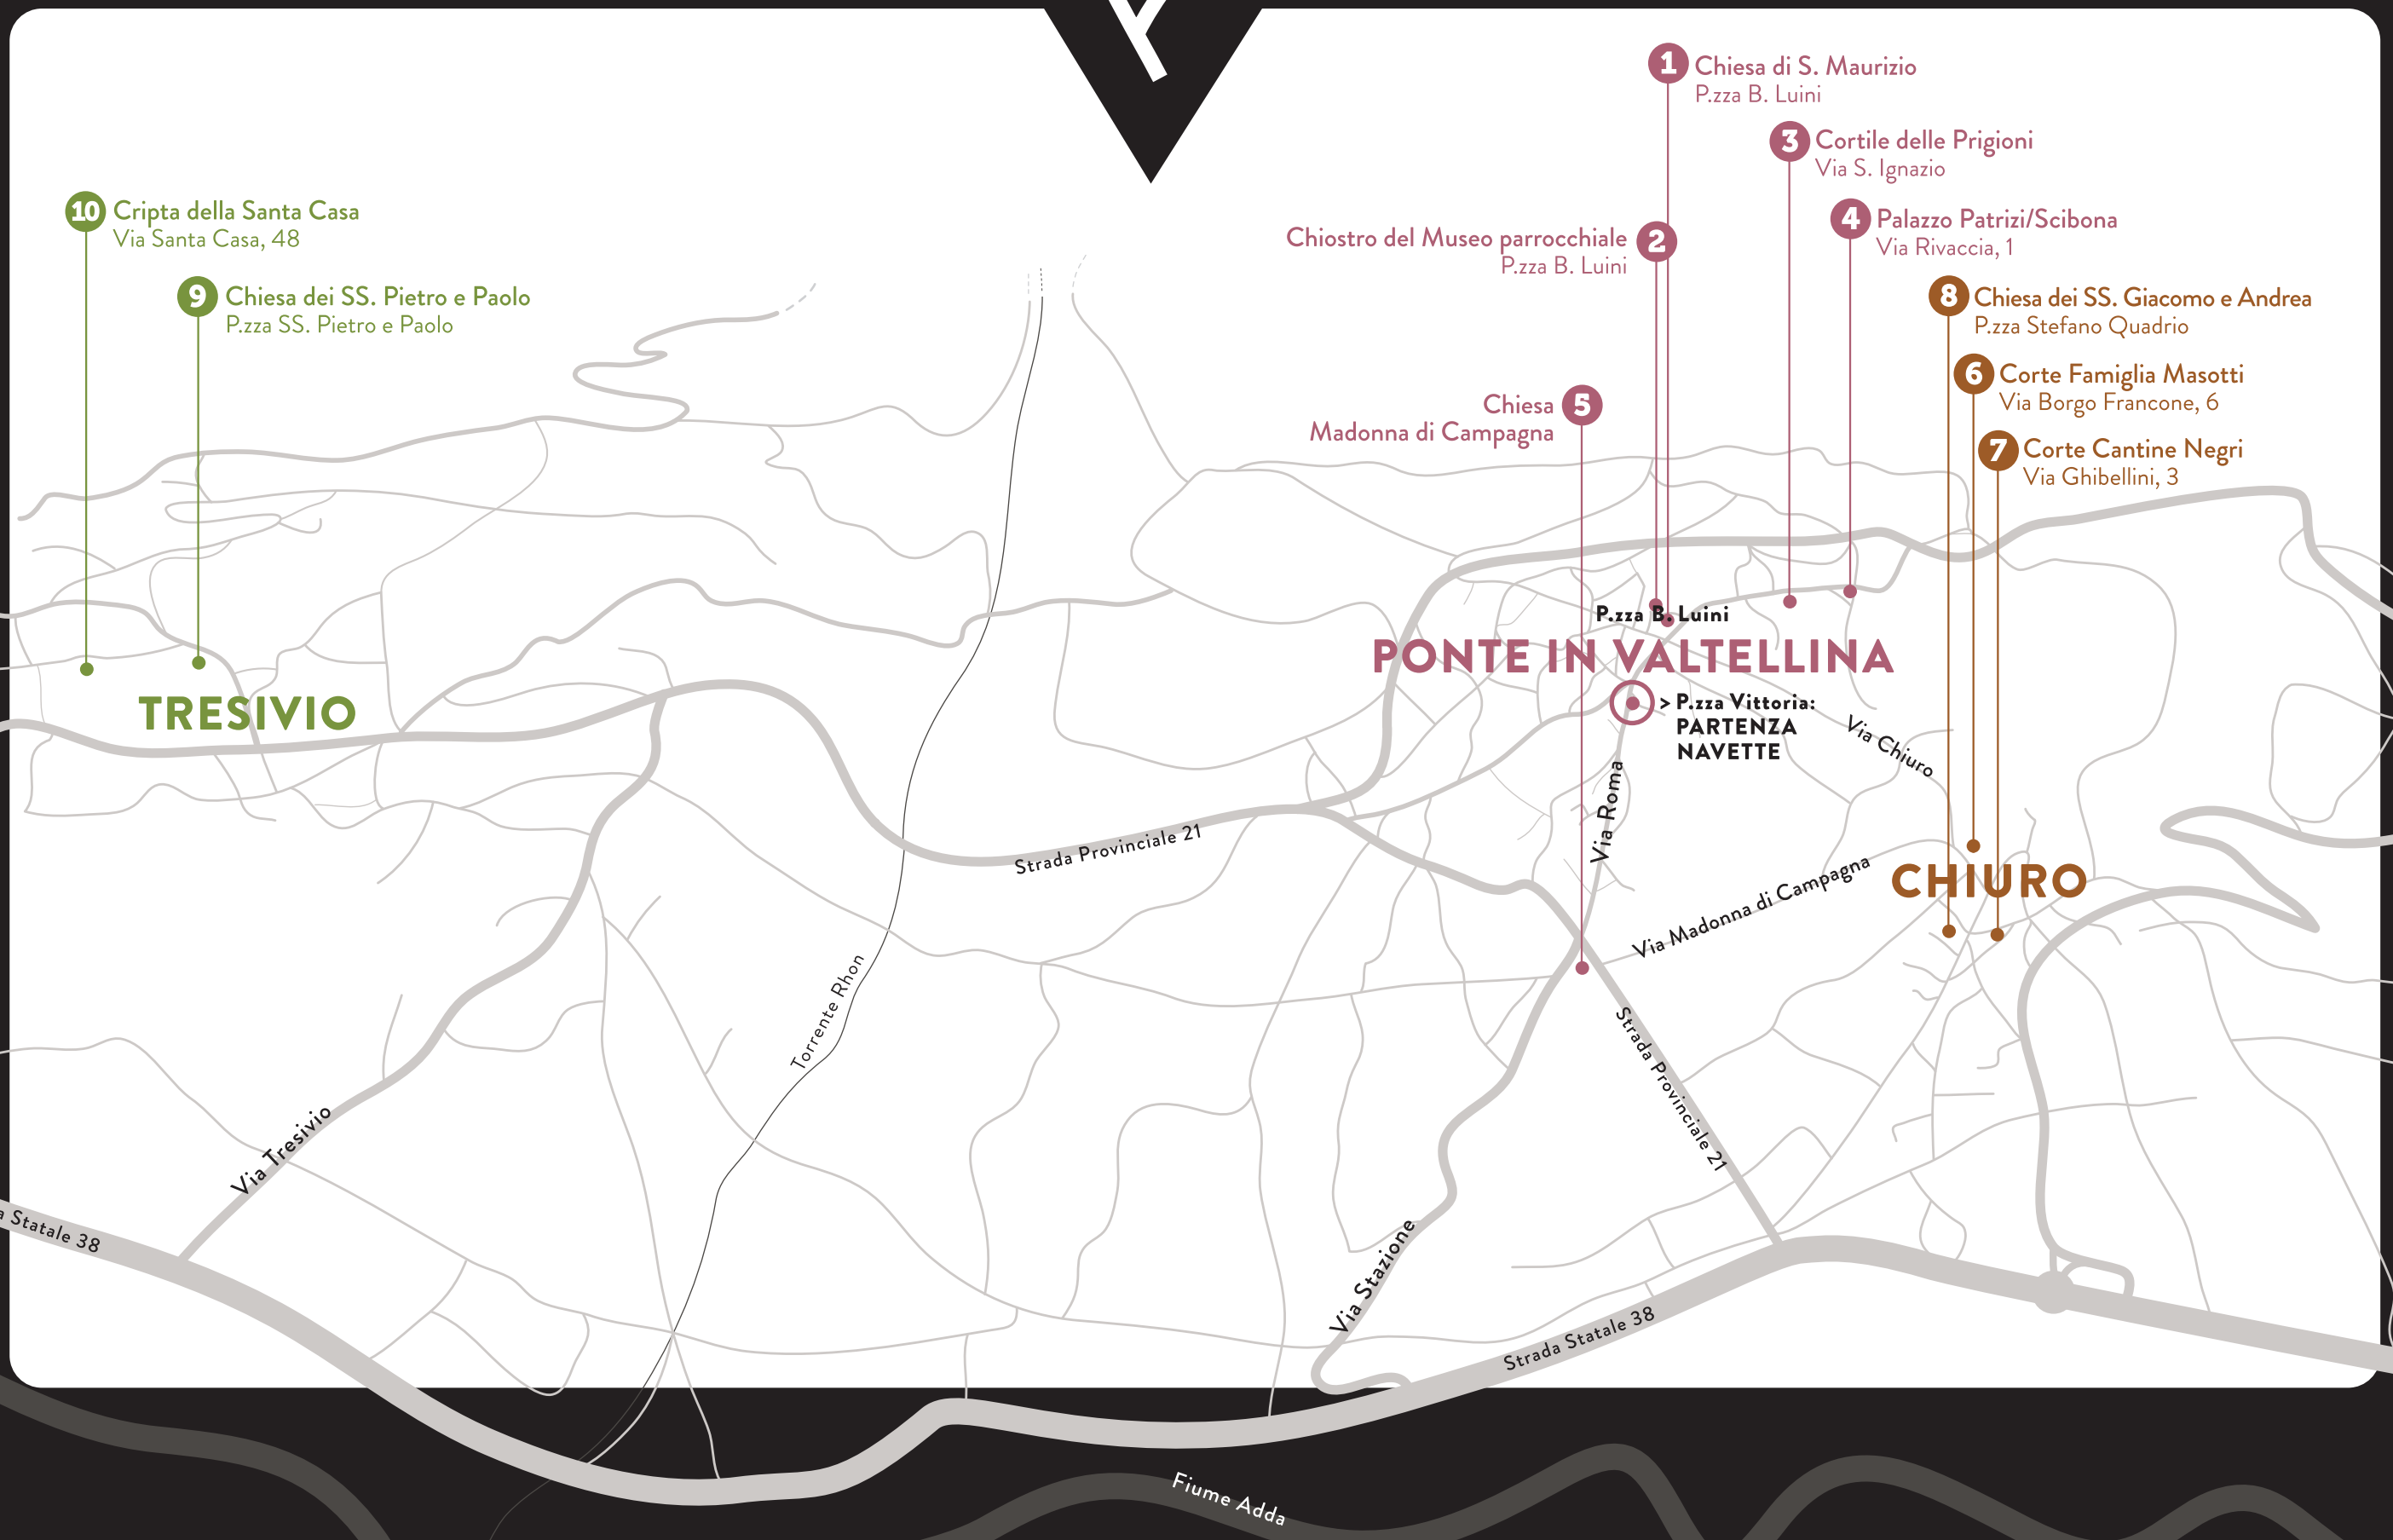 1
Chiesa di S. Maurizio
P.zza B. Luini
3
Cortile delle Prigioni
Via S. Ignazio
10
Cripta della Santa Casa
Via Santa Casa, 48
4
Palazzo Patrizi/Scibona
Via Rivaccia, 1
Chiostro del Museo parrocchiale
P.zza B. Luini
2
9
Chiesa dei SS. Pietro e Paolo
P.zza SS. Pietro e Paolo
8
Chiesa dei SS. Giacomo e Andrea
P.zza Stefano Quadrio
6
Corte Famiglia Masotti
Via Borgo Francone, 6
Chiesa
Madonna di Campagna
5
7
Corte Cantine Negri
Via Ghibellini, 3
P.zza B. Luini
PONTE IN VALTELLINA
TRESIVIO
> P.zza Vittoria:
PARTENZA
NAVETTE
Via Chiuro
Via Roma
Strada Provinciale 21
CHIURO
Via Madonna di Campagna
Torrente Rhon
Strada Provinciale 21
Via Tresivio
a Statale 38
Via Stazione
Strada Statale 38
Fiume Adda